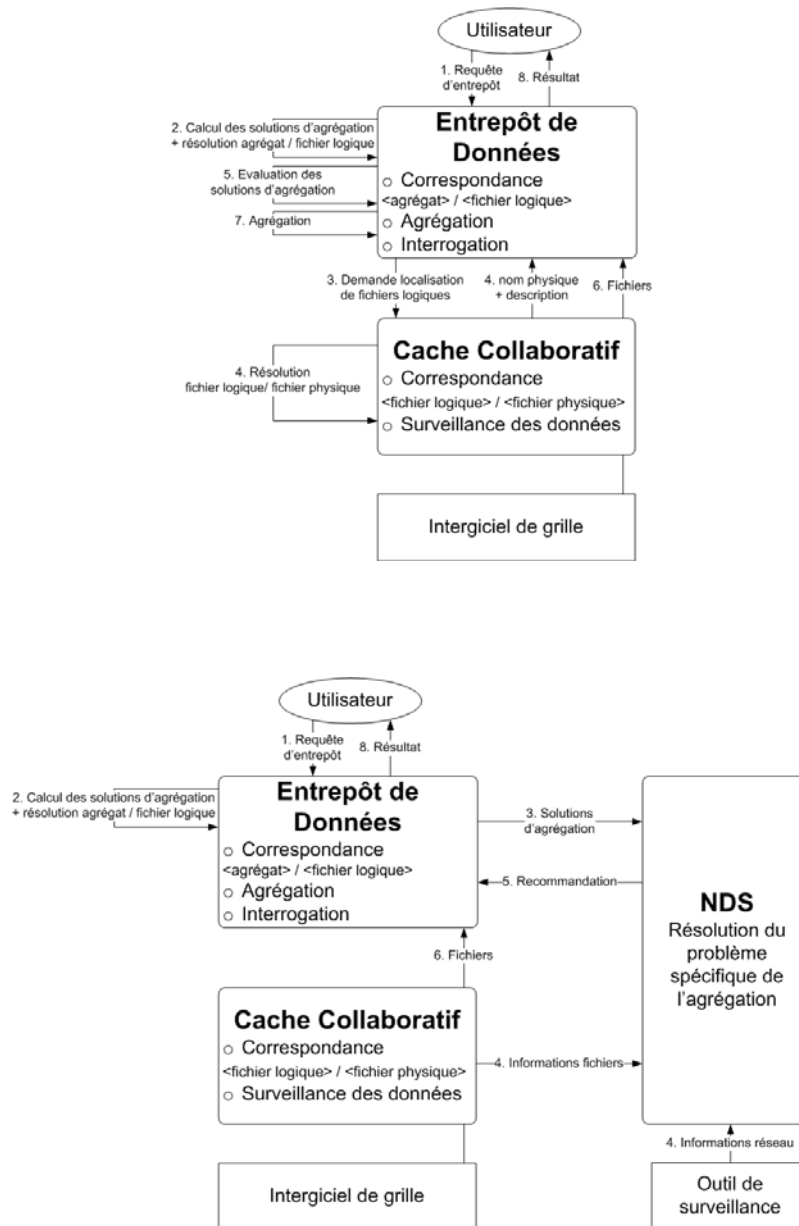 Utilisateur
1. Requête
d'entrepôt
8. Résultat
2. Calcul des solutions d'agrégation
+ résolution agrégat / fichier logique
5. Evaluation des
solutions d'agrégation
7. Agrégation
Entrepôt de
Données
○ Correspondance
<agrégat> / <fichier logique>
○ Agrégation
○ Interrogation
3. Demande localisation
de fichiers logiques
4. nom physique
+ description
6. Fichiers
4. Résolution
fichier logique/ fichier physique
Cache Collaboratif
○ Correspondance
<fichier logique> / <fichier physique>
○ Surveillance des données
Intergiciel de grille
Utilisateur
1. Requête
d'entrepôt
8. Résultat
2. Calcul des solutions d'agrégation
+ résolution agrégat / fichier logique
Entrepôt de
Données
○ Correspondance
<agrégat> / <fichier logique>
○ Agrégation
○ Interrogation
3. Solutions
d'agrégation
5. Recommandation
NDS
Résolution du
problème
spécifique de
l'agrégation
6. Fichiers
Cache Collaboratif
○ Correspondance
<fichier logique> / <fichier physique>
○ Surveillance des données
4. Informations fichiers
4. Informations réseau
Intergiciel de grille
Outil de
surveillance